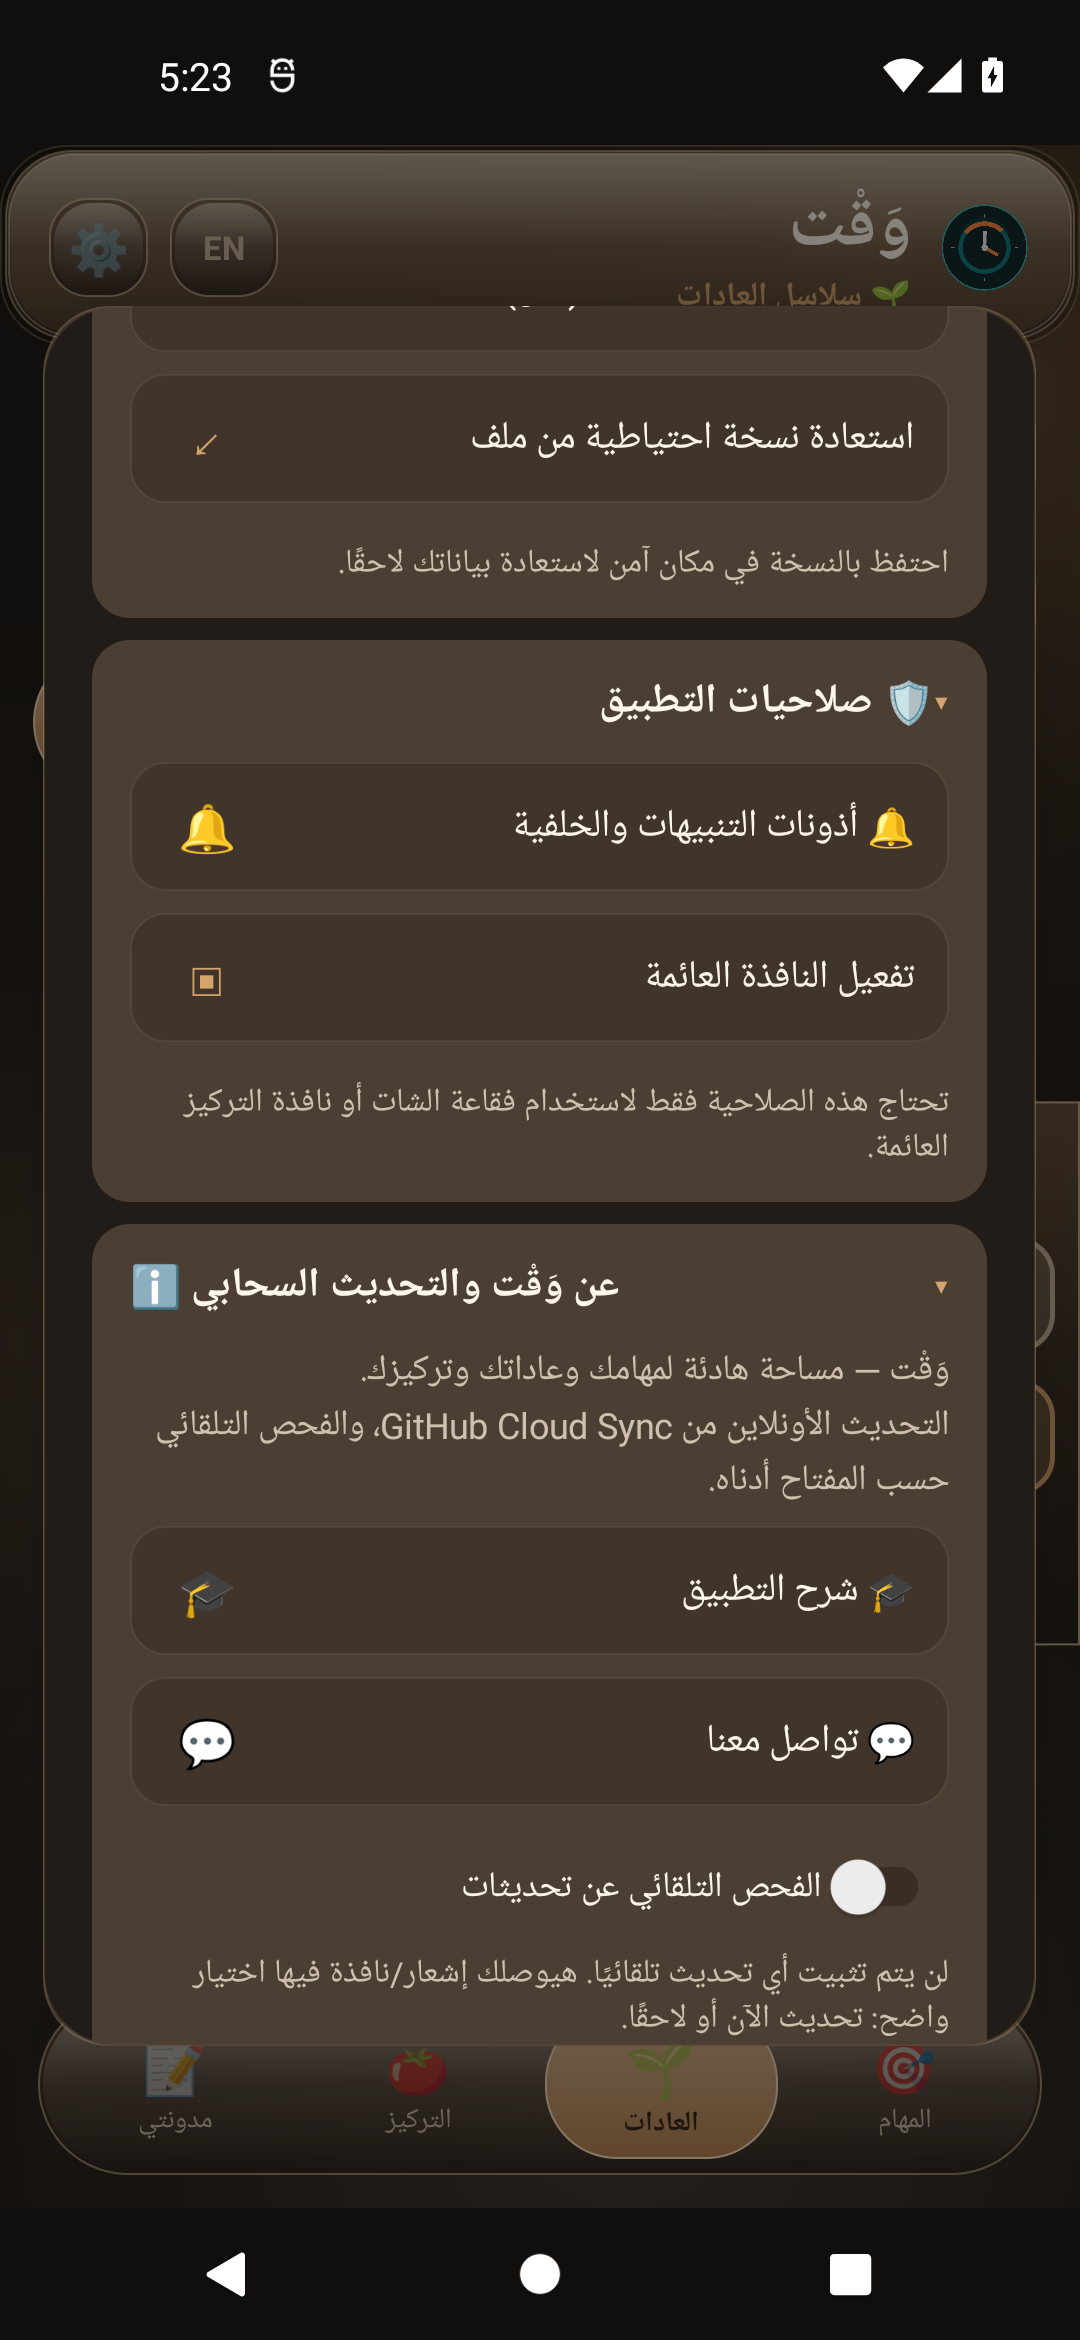 5:23
EN
وَقْت
🌱 سلاسل العادات
استعادة نسخة احتياطية من ملف
احتفظ بالنسخة في مكان آمن لاستعادة بياناتك لاحقًا.
صلاحيات التطبيق
أذونات التنبيهات والخلفية
تفعيل النافذة العائمة
تحتاج هذه الصلاحية فقط لاستخدام فقاعة الشات أو نافذة التركيز
العائمة.
عن وَقْت والتحديث السحابي
وَقْت — مساحة هادئة لمهامك وعاداتك وتركيزك.
التحديث الأونلاين من GitHub Cloud Sync، والفحص التلقائي
حسب المفتاح أدناه.
شرح التطبيق
تواصل معنا
الفحص التلقائي عن تحديثات
لن يتم تثبيت أي تحديث تلقائيًا. هيوصلك إشعار/نافذة فيها اختيار
واضح: تحديث الآن أو لاحقًا.
المهام
العادات
التركيز
مدونتي